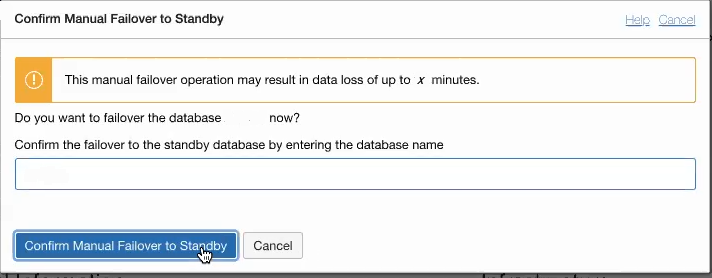 Confirm Manual Failover to Standby
Help Cancel
This manual failover operation may result in data loss of up to x minutes.
Do you want to failover the database now?
Confirm the failover to the standby database by entering the database name
Confirm Manual Failover to Standby
Cancel